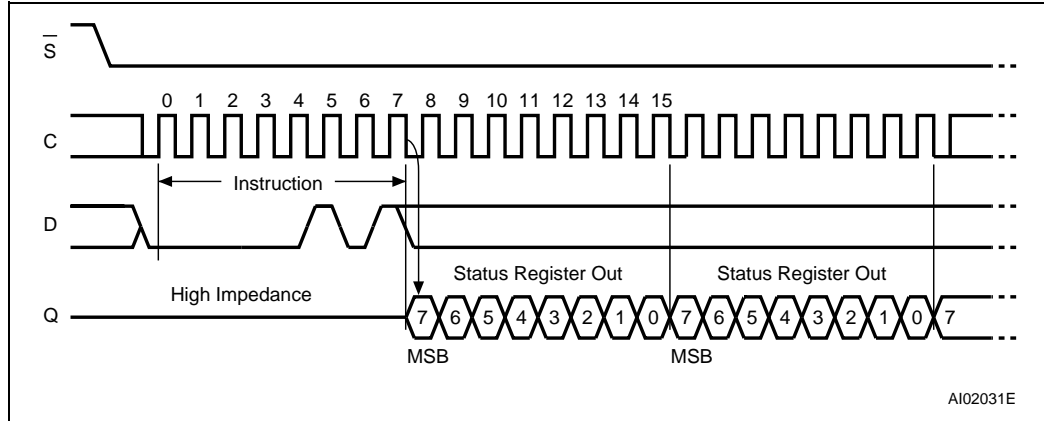 S
0 1 2 3 4 5 6 7 8 9 10 11 12 13 14 15
C
Instruction
D
Status Register Out Status Register Out
High Impedance
Q 7 6 5 4 3 2 1 0 7 6 5 4 3 2 1 0 7
MSB MSB
AI02031E